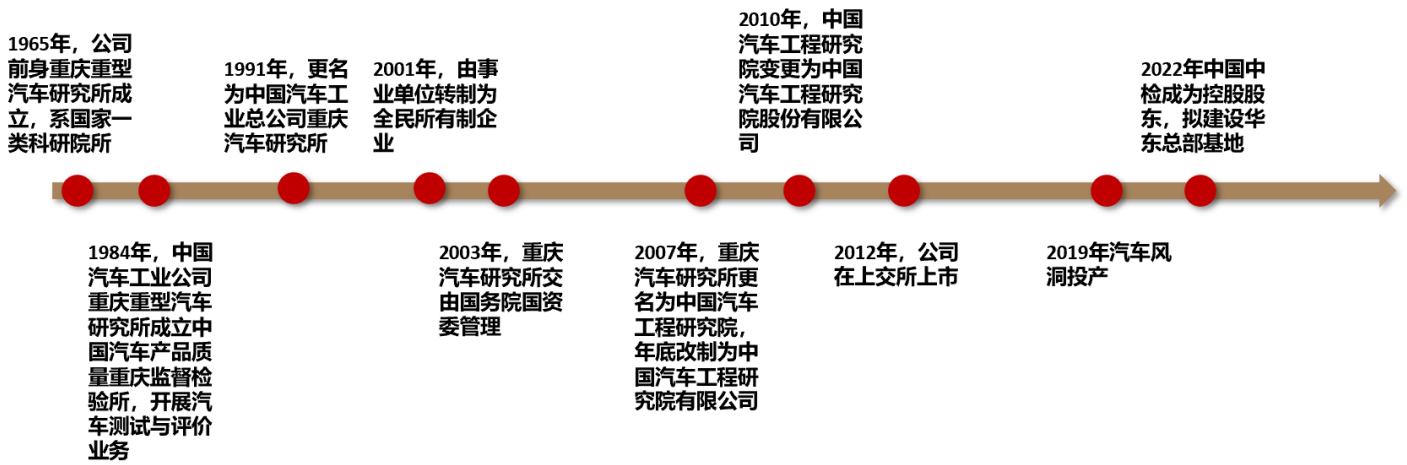 1965年，公司
前身重庆重型
汽车研究所成
立，系国家一
类科研院所
1984年，中国
汽车工业公司
重庆重型汽车
研究所成立中
国汽车产品质
量重庆监督检
验所，开展汽
车测试与评价
业务
1991年，更名
为中国汽车工
业总公司重庆
汽车研究所
2001年，由事
业单位转制为
全民所有制企
业
2003年，重庆
汽车研究所交
由国务院国资
委管理
2007年，重庆
汽车研究所更
名为中国汽车
工程研究院，
年底改制为中
国汽车工程研
究院有限公司
2010年，中国
汽车工程研究
院变更为中国
汽车工程研究
院股份有限公
司
2012年，公司
在上交所上市
2019年汽车风
洞投产
2022年中国中
检成为控股股
东，拟建设华
东总部基地